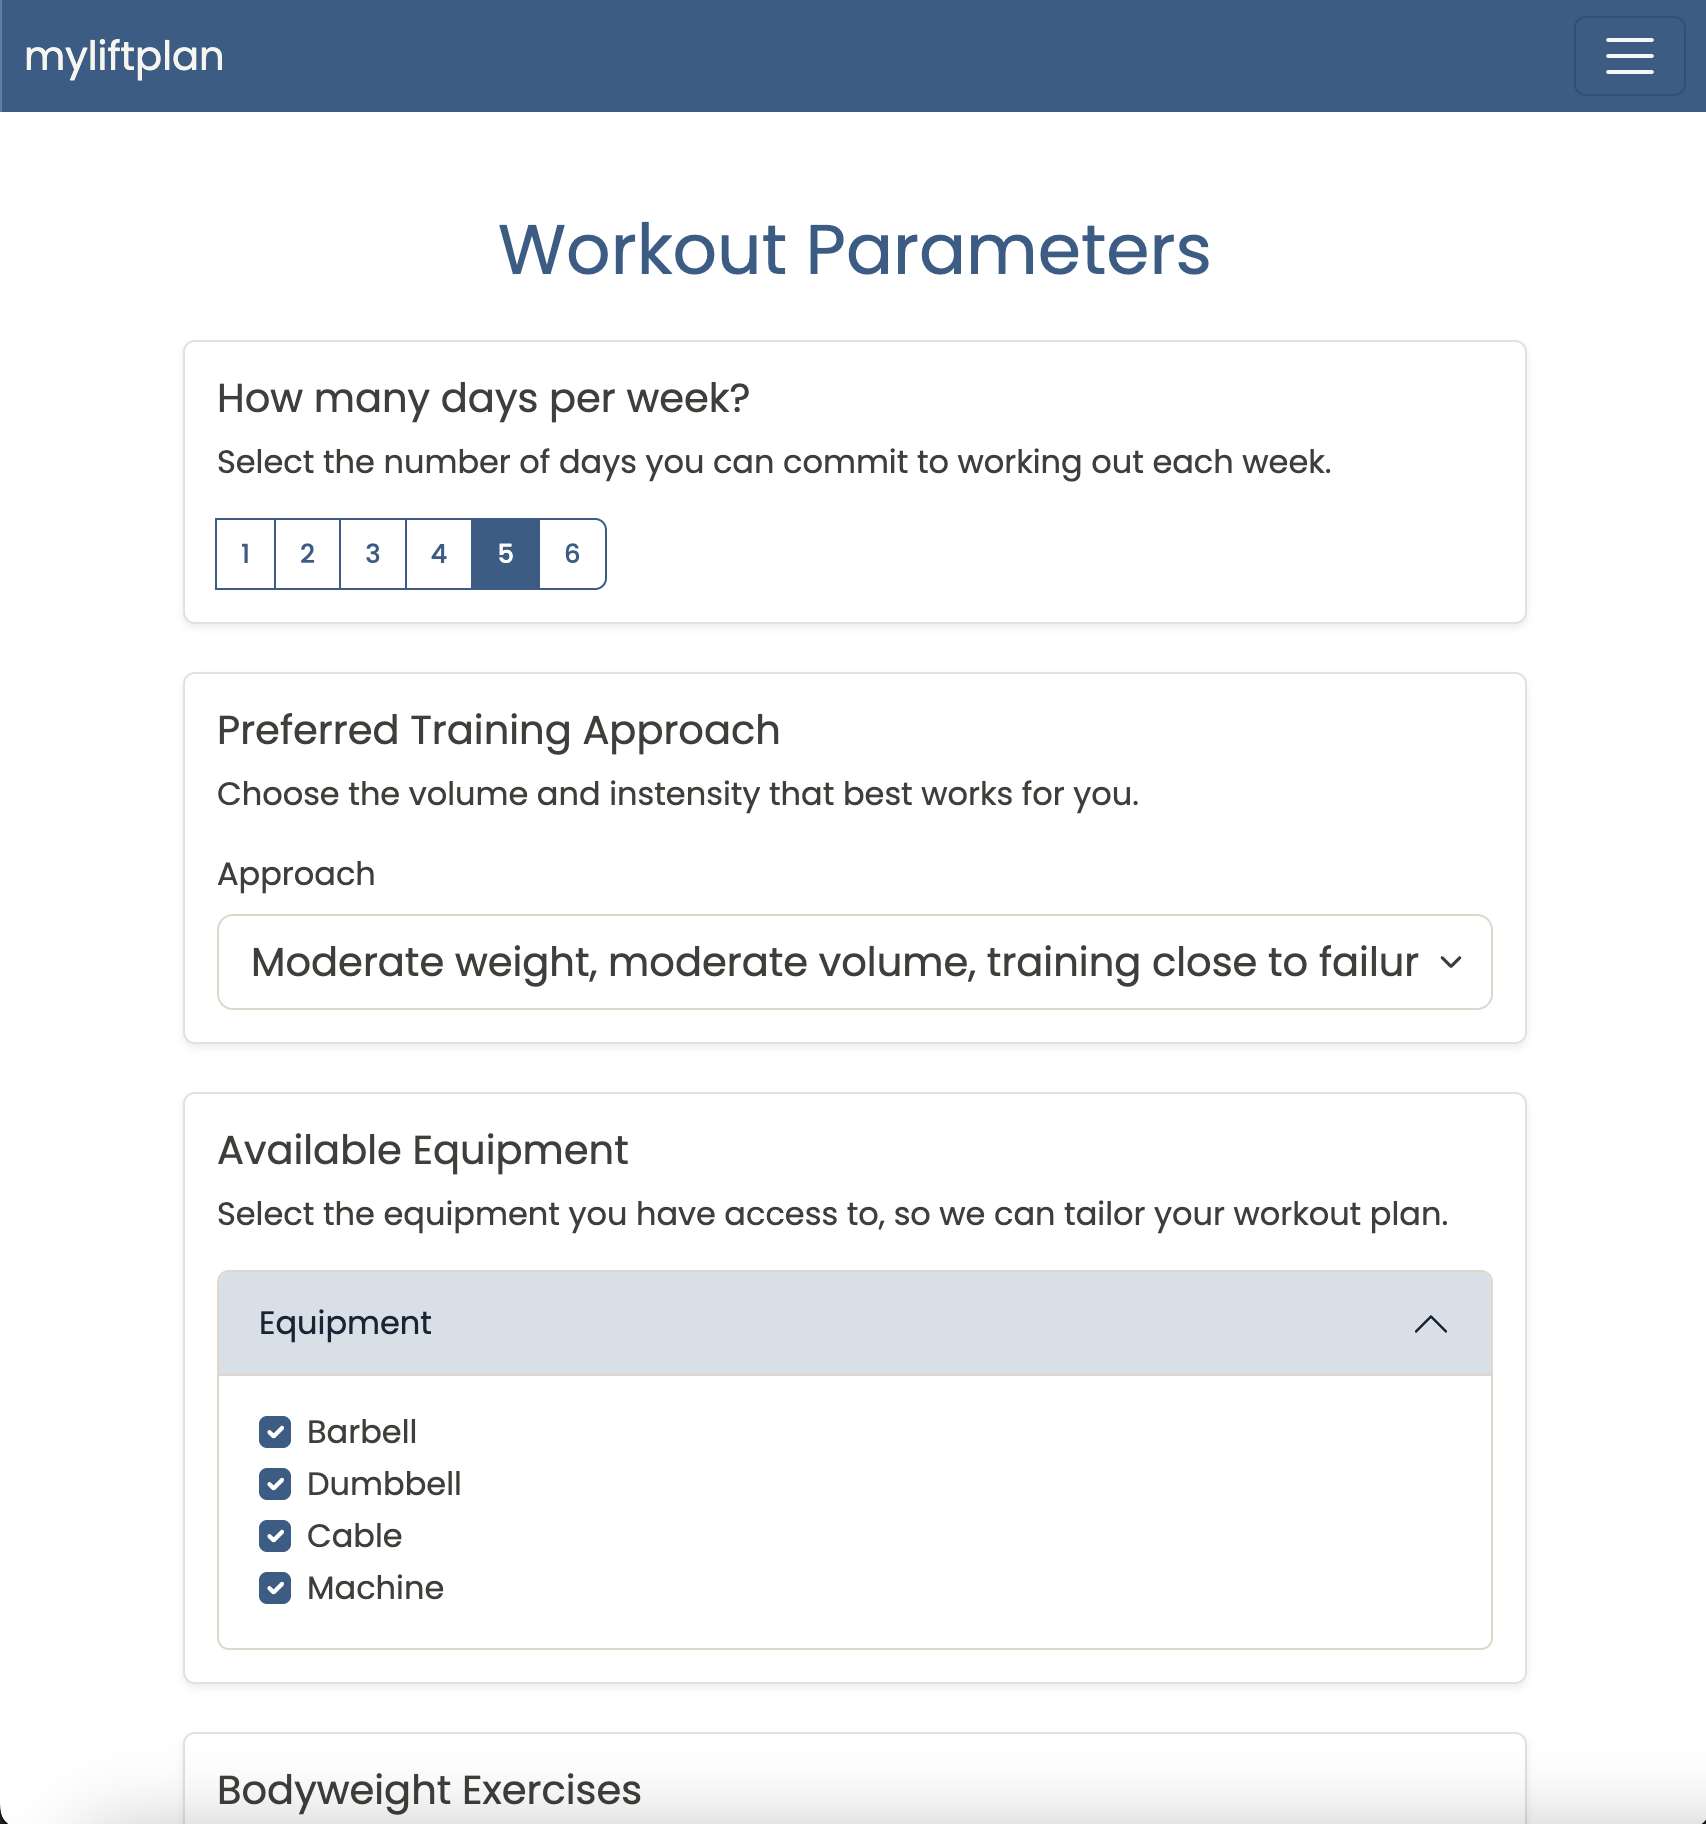 myliftplan
Workout Parameters
How many days per week?
Select the number of days you can commit to working out each week.
1 2 3 4 5 6
Preferred Training Approach
Choose the volume and instensity that best works for you.
Approach
Moderate weight, moderate volume, training close to failur
Available Equipment
Select the equipment you have access to, so we can tailor your workout plan.
Equipment
Barbell
Dumbbell
Cable
Machine
Bodyweight Exercises